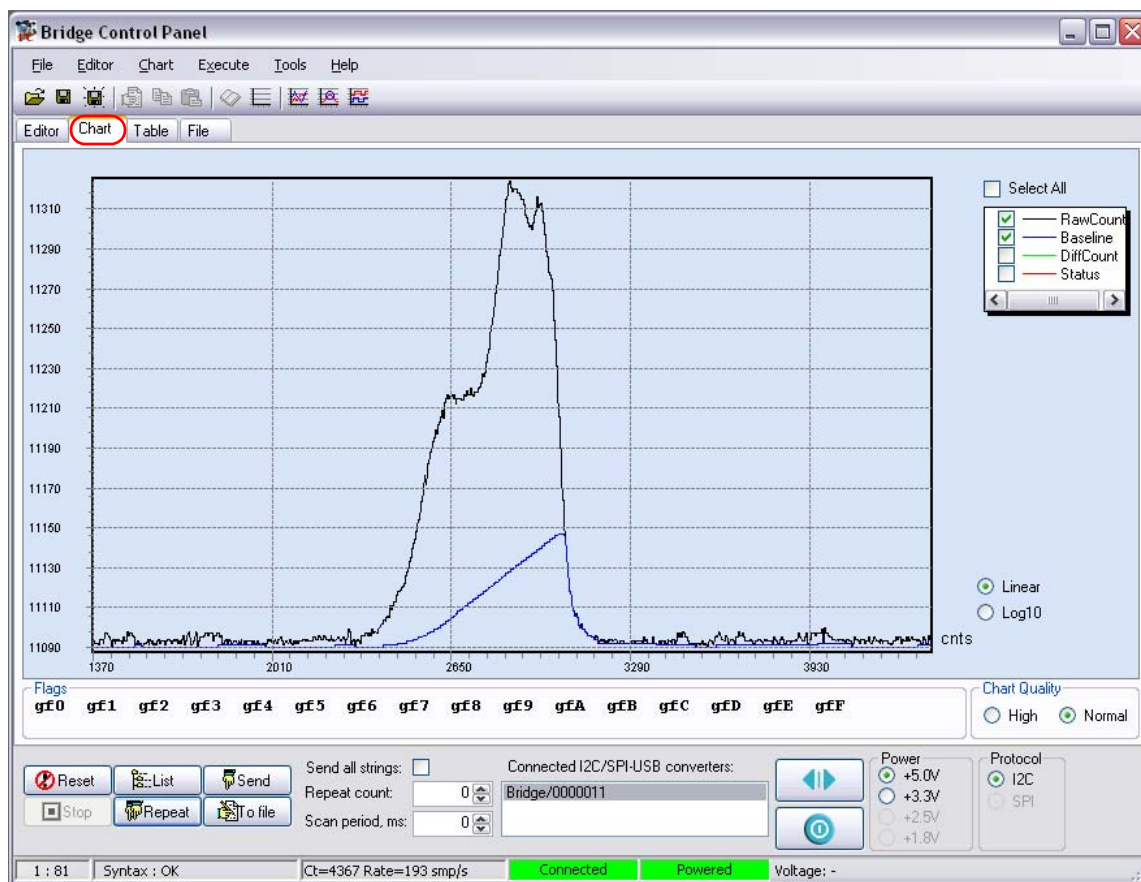 Bridge Control Panel
File Editor Chart Execute Tools Help
Editor Chart Table File
11310
11290
11270
11250
11230
11210
11190
11170
11150
11130
11110
11090
1370 2010 2650 3290 3930
cnts
Select All
RawCount
Baseline
DiffCount
Status
Linear
Log10
Flags
gf0 gf1 gf2 gf3 gf4 gf5 gf6 gf7 gf8 gf9 gfA gfB gfC gfD gfE gfF
Chart Quality
High Normal
Reset List Send
Stop Repeat To file
Send all strings:
Repeat count: 0
Scan period, ms: 0
Connected I2C/SPI-USB converters:
Bridge/0000011
Power
+5.0V
+3.3V
+2.5V
+1.8V
Protocol
I2C
SPI
1 : 81 Syntax : OK Ct=4367 Rate=193 smp/s Connected Powered Voltage: -